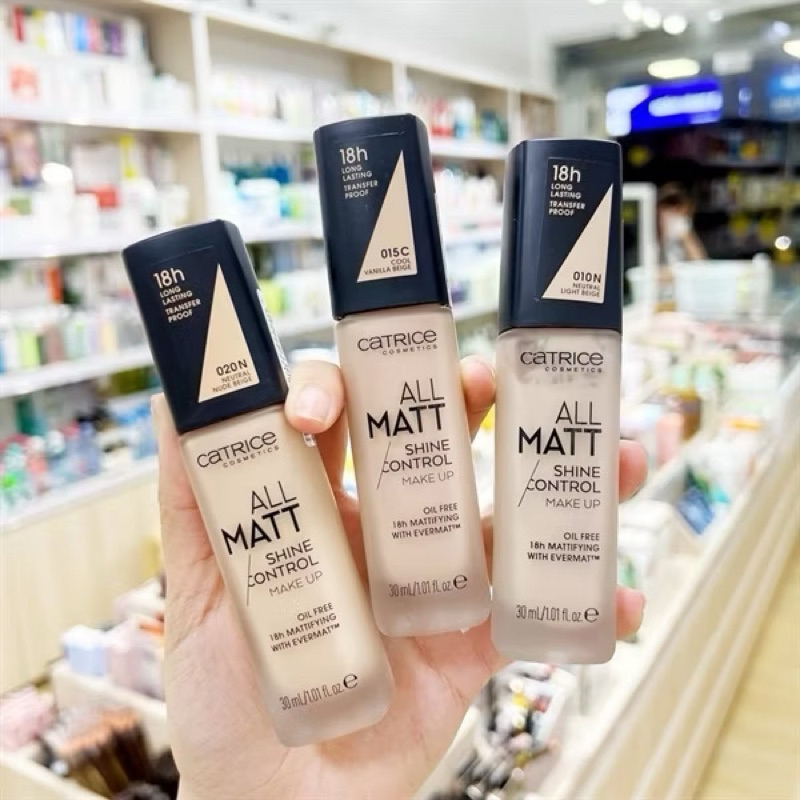 18h
LONG
LASTING
TRANSFER
PROOF
020N
NEUTRAL
NUDE BEIGE
CATRICE
COSMETICS
ALL
MATT
SHINE
CONTROL
MAKE UP
OIL FREE
18h MATTIFYING
WITH EVERMAT™
30 mL/1.01 fl.oz.℮
18h
LONG
LASTING
TRANSFER
PROOF
015C
COOL
VANILLA BEIGE
CATRICE
COSMETICS
ALL
MATT
SHINE
CONTROL
MAKE UP
OIL FREE
18h MATTIFYING
WITH EVERMAT™
30 mL/1.01 fl.oz.℮
18h
LONG
LASTING
TRANSFER
PROOF
010N
NEUTRAL
LIGHT BEIGE
CATRICE
COSMETICS
ALL
MATT
SHINE
CONTROL
MAKE UP
OIL FREE
18h MATTIFYING
WITH EVERMAT™
30 mL/1.01 fl.oz.℮